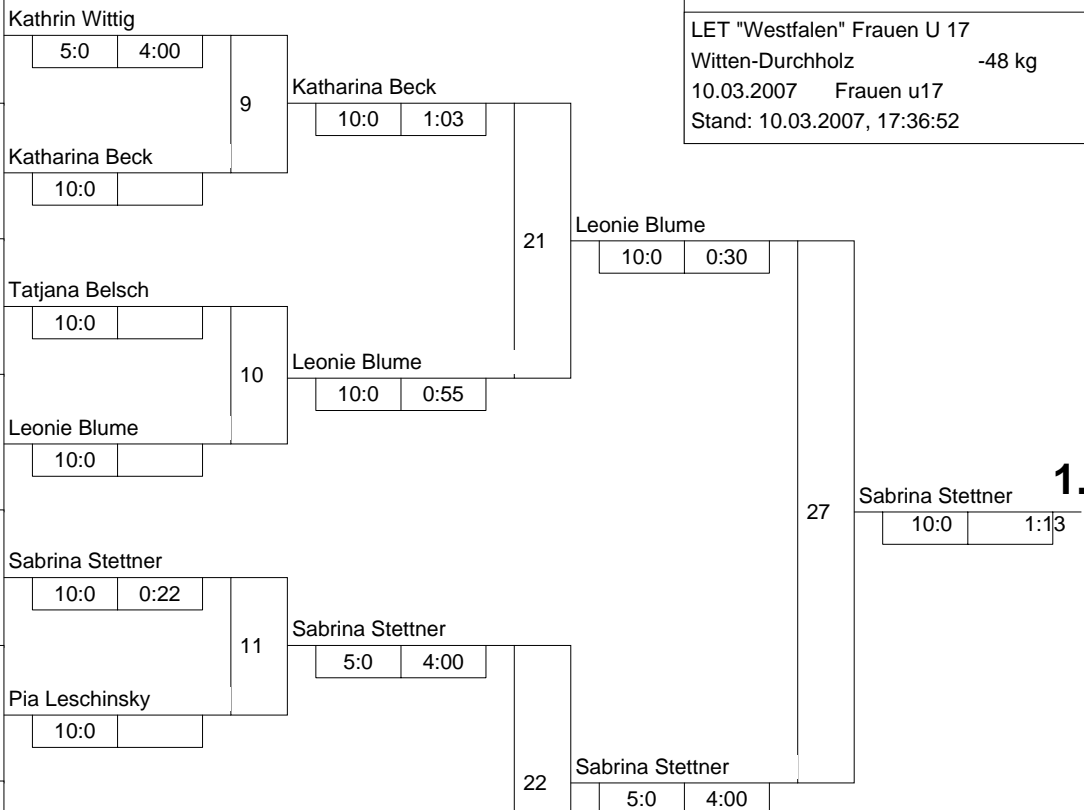 Kathrin Wittig
5:0 4:00
LET "Westfalen" Frauen U 17
Witten-Durchholz -48 kg
10.03.2007 Frauen u17
Stand: 10.03.2007, 17:36:52
9
Katharina Beck
10:0 1:03
Katharina Beck
10:0
21
Leonie Blume
10:0 0:30
Tatjana Belsch
10:0
10
Leonie Blume
10:0 0:55
Leonie Blume
10:0
27
Sabrina Stettner 1.
10:0 1:13
Sabrina Stettner
10:0 0:22
11
Sabrina Stettner
5:0 4:00
Pia Leschinsky
10:0
22
Sabrina Stettner
5:0 4:00